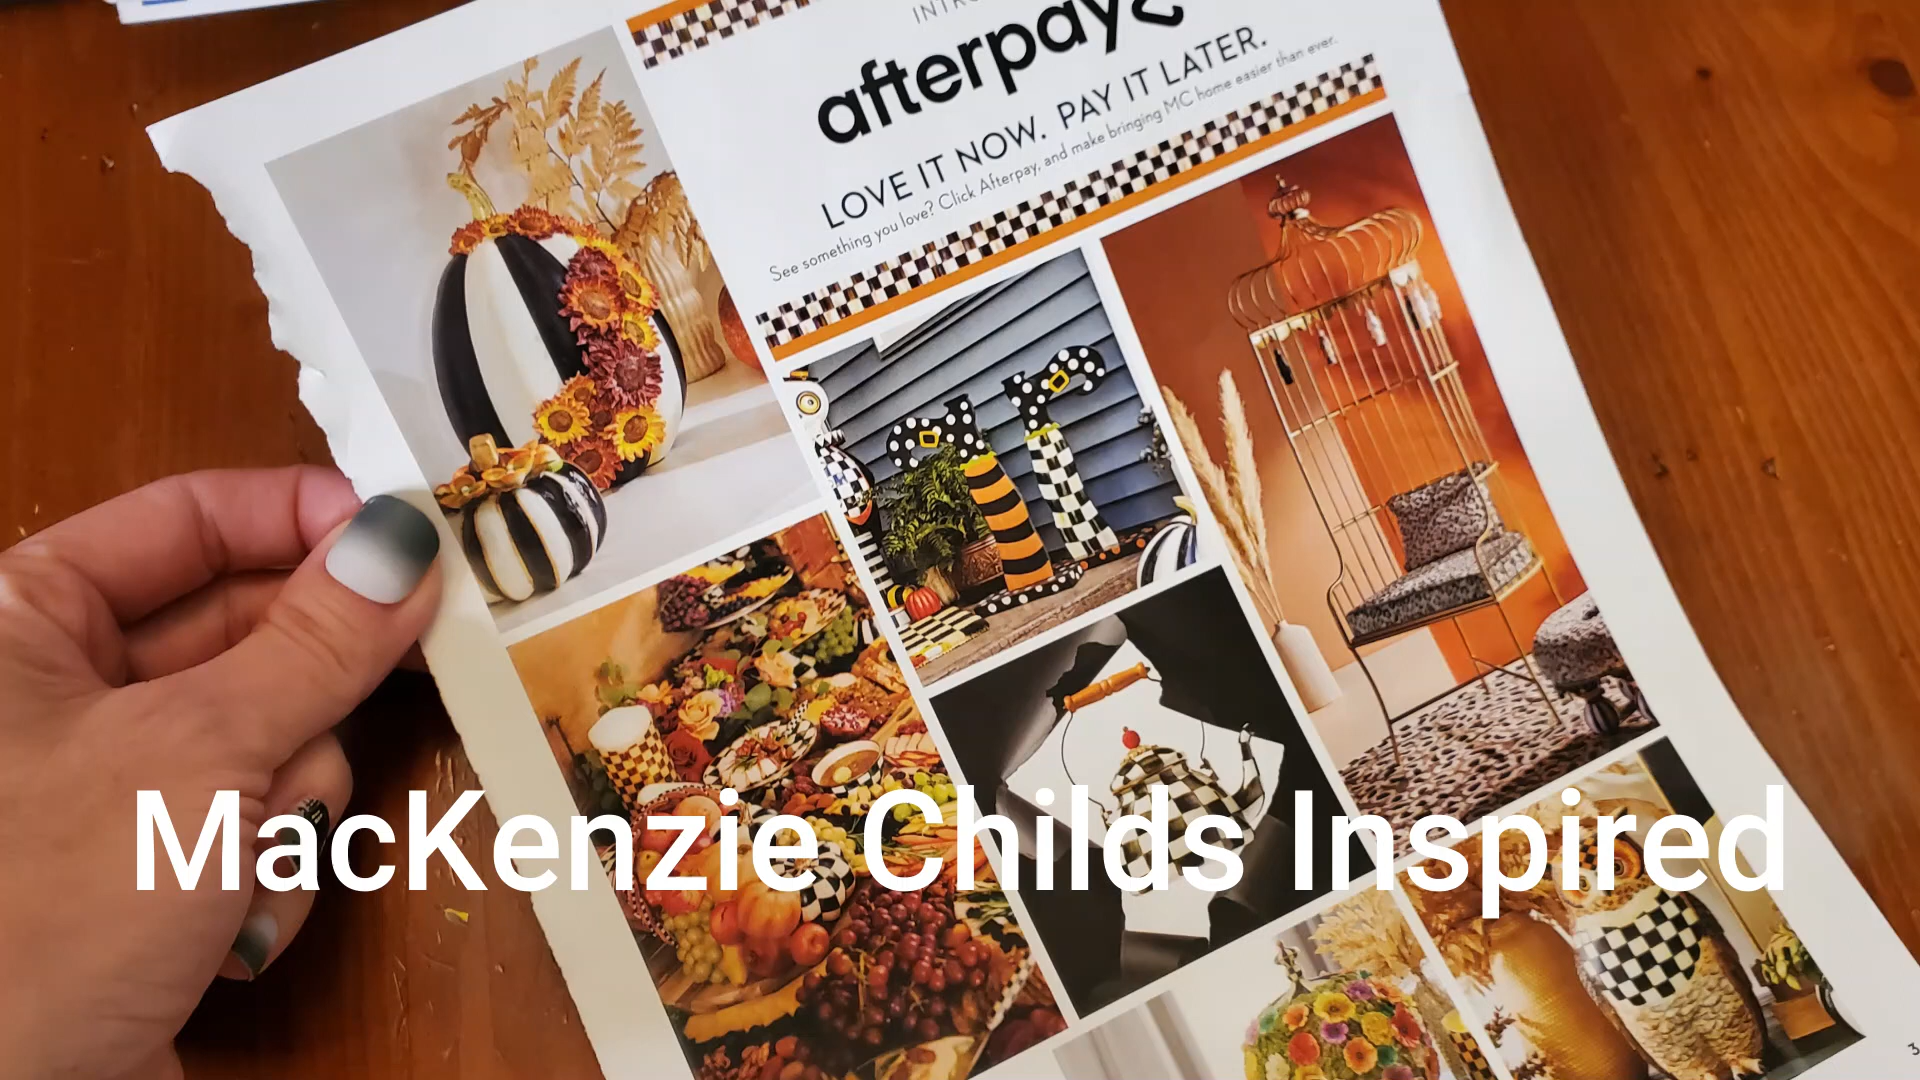 afterpay
LOVE IT NOW. PAY IT LATER.
See something you love? Click Afterpay, and make bringing MC home easier than ever.
MacKenzie Childs Inspired